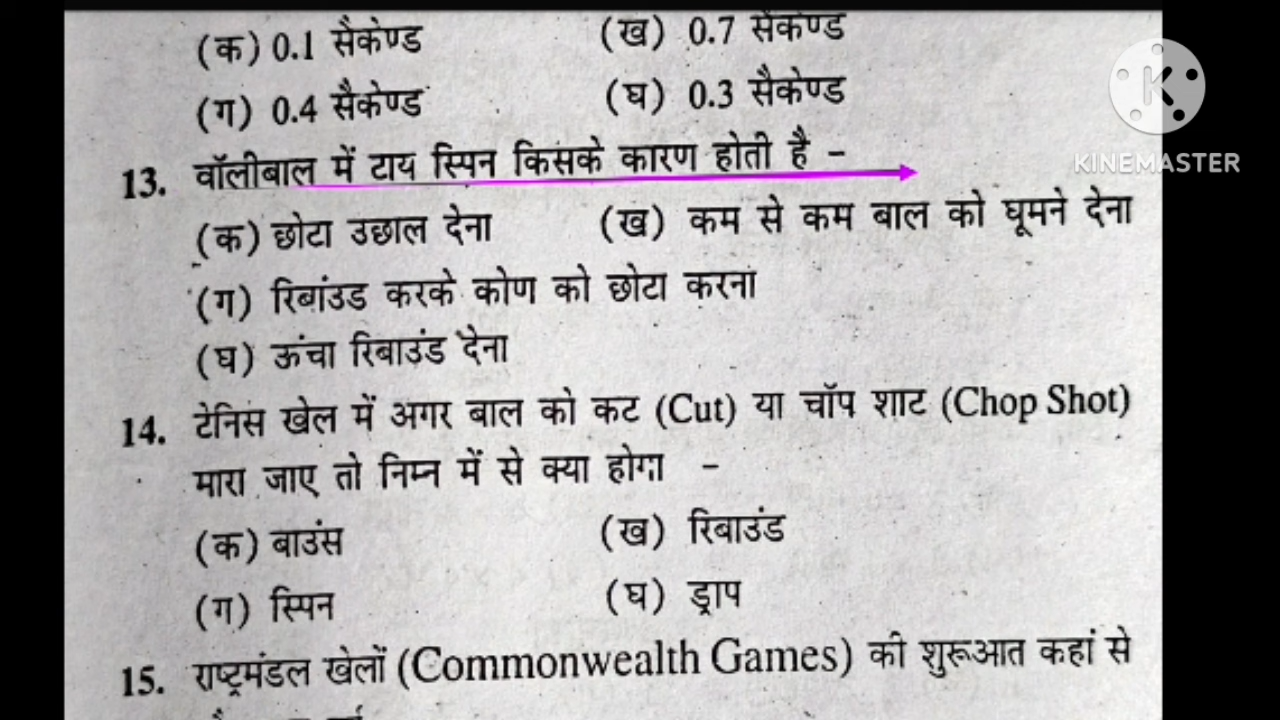 (क) 0.1 सैकेण्ड (ख) 0.7 सैकेण्ड
(ग) 0.4 सैकेण्ड (घ) 0.3 सैकेण्ड
KINEMASTER
13. वॉलीबाल में टाय स्पिन किसके कारण होती है -
(क) छोटा उछाल देना (ख) कम से कम बाल को घूमने देना
(ग) रिबांउड करके कोण को छोटा करना
(घ) ऊंचा रिबाउंड दैना
14. टेनिस खेल में अगर बाल को कट (Cut) या चॉप शाट (Chop Shot)
मारा जाए तो निम्न में से क्या होगा -
(क) बाउंस (ख) रिबाउंड
(ग) स्पिन (घ) ड्राप
15. राष्ट्रमंडल खेलों (Commonwealth Games) की शुरूआत कहां से